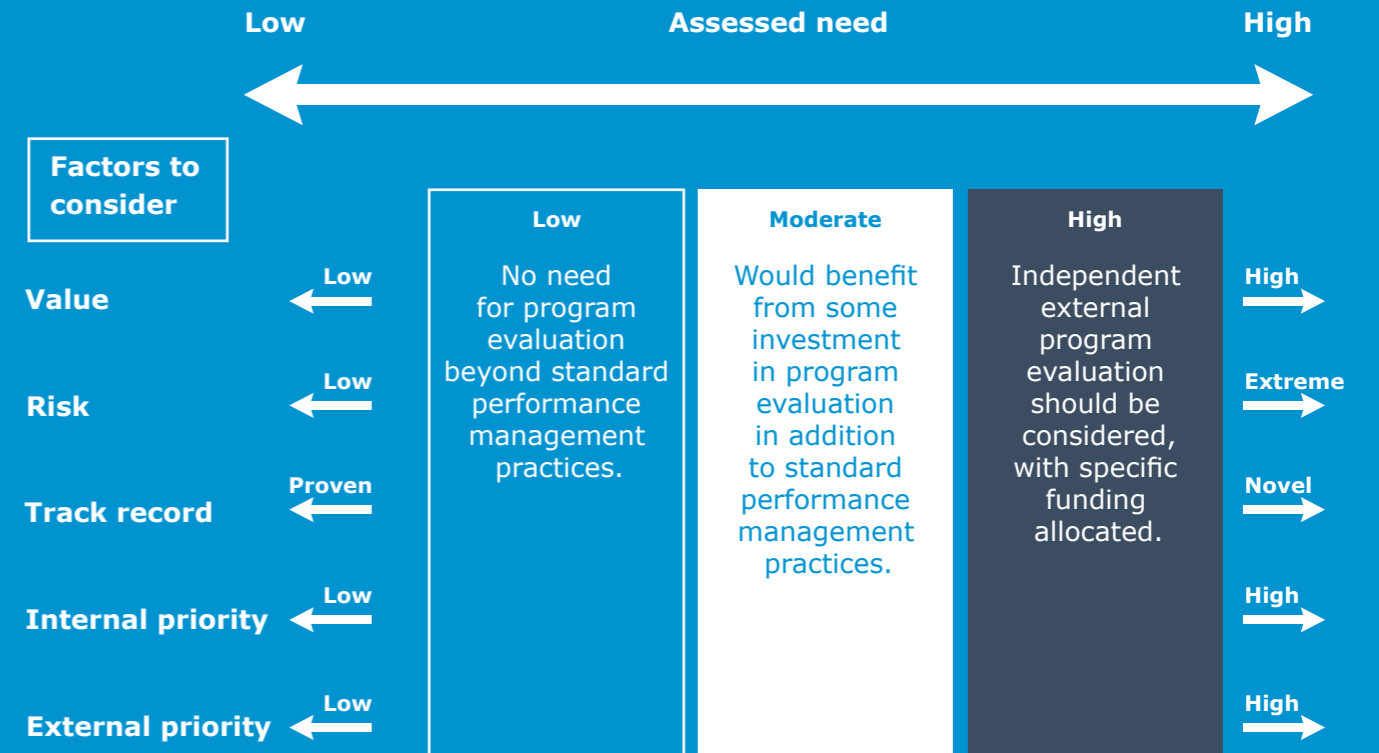 Low Assessed need High
Factors to
consider
Low
No need
for program
evaluation
beyond standard
performance
management
practices.
Moderate
Would benefit
from some
investment
in program
evaluation
in addition
to standard
performance
management
practices.
High
Independent
external
program
evaluation
should be
considered,
with specific
funding
allocated.
Value Low High
Risk Low Extreme
Track record Proven Novel
Internal priority Low High
External priority Low High